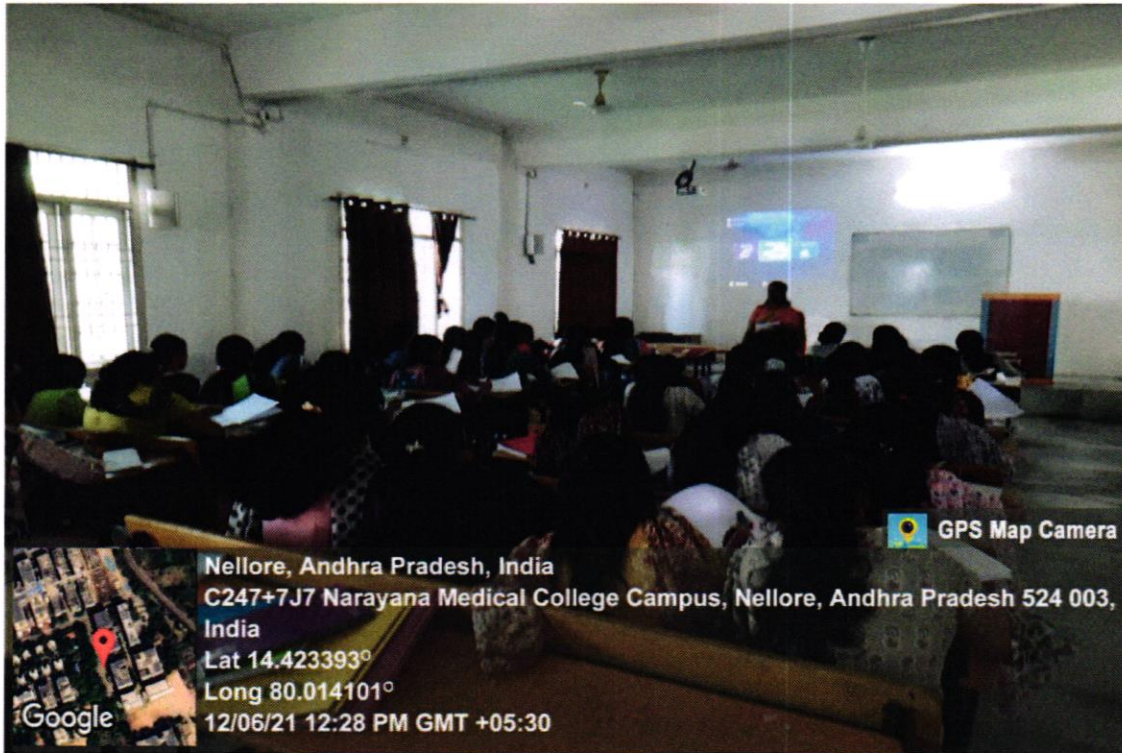 GPS Map Camera
Nellore, Andhra Pradesh, India
C247+7J7 Narayana Medical College Campus, Nellore, Andhra Pradesh 524 003,
India
Lat 14.423393°
Long 80.014101°
12/06/21 12:28 PM GMT +05:30
Google